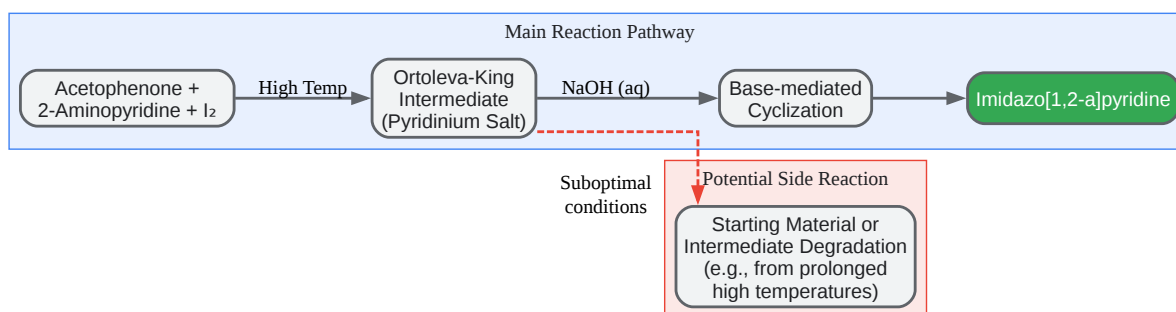 Main Reaction Pathway
Acetophenone +
2-Aminopyridine + I₂
High Temp
Ortoleva-King
Intermediate
(Pyridinium Salt)
NaOH (aq)
Base-mediated
Cyclization
Imidazo[1,2-a]pyridine
Suboptimal
conditions
Potential Side Reaction
Starting Material or
Intermediate Degradation
(e.g., from prolonged
high temperatures)